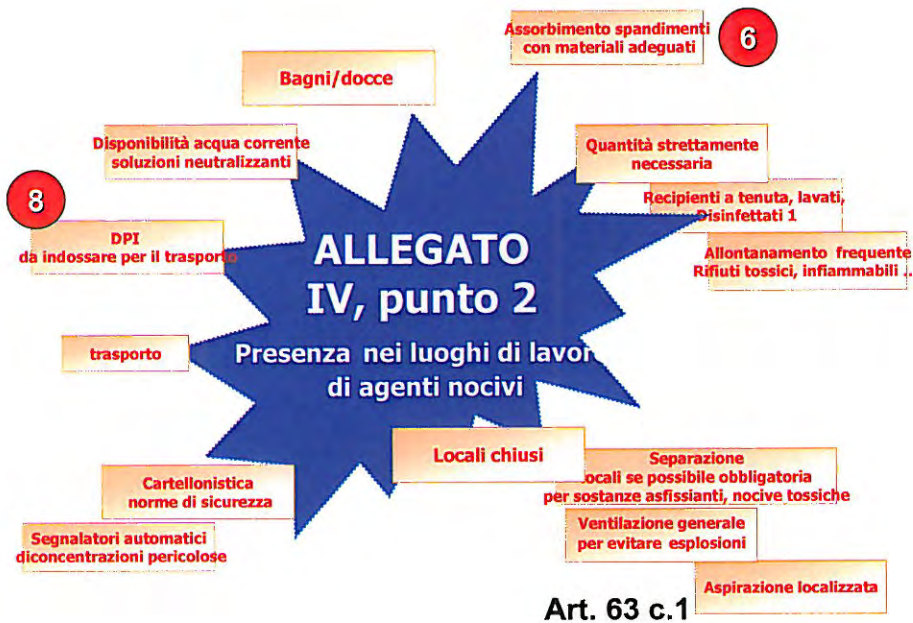 Assorbimento spandimenti
con materiali adeguati
6
Bagni/docce
Disponibilità acqua corrente
soluzioni neutralizzanti
Quantità strettamente
necessaria
8
Recipienti a tenuta, lavati,
Disinfettati 1
DPI
da indossare per il trasporto
Allontanamento frequente
Rifiuti tossici, infiammabili ..
ALLEGATO
IV, punto 2
trasporto
Presenza nei luoghi di lavor
di agenti nocivi
Locali chiusi
Separazione
locali se possibile obbligatoria
per sostanze asfissianti, nocive tossiche
Cartellonistica
norme di sicurezza
Ventilazione generale
per evitare esplosioni
Segnalatori automatici
diconcentrazioni pericolose
Aspirazione localizzata
Art. 63 c.1